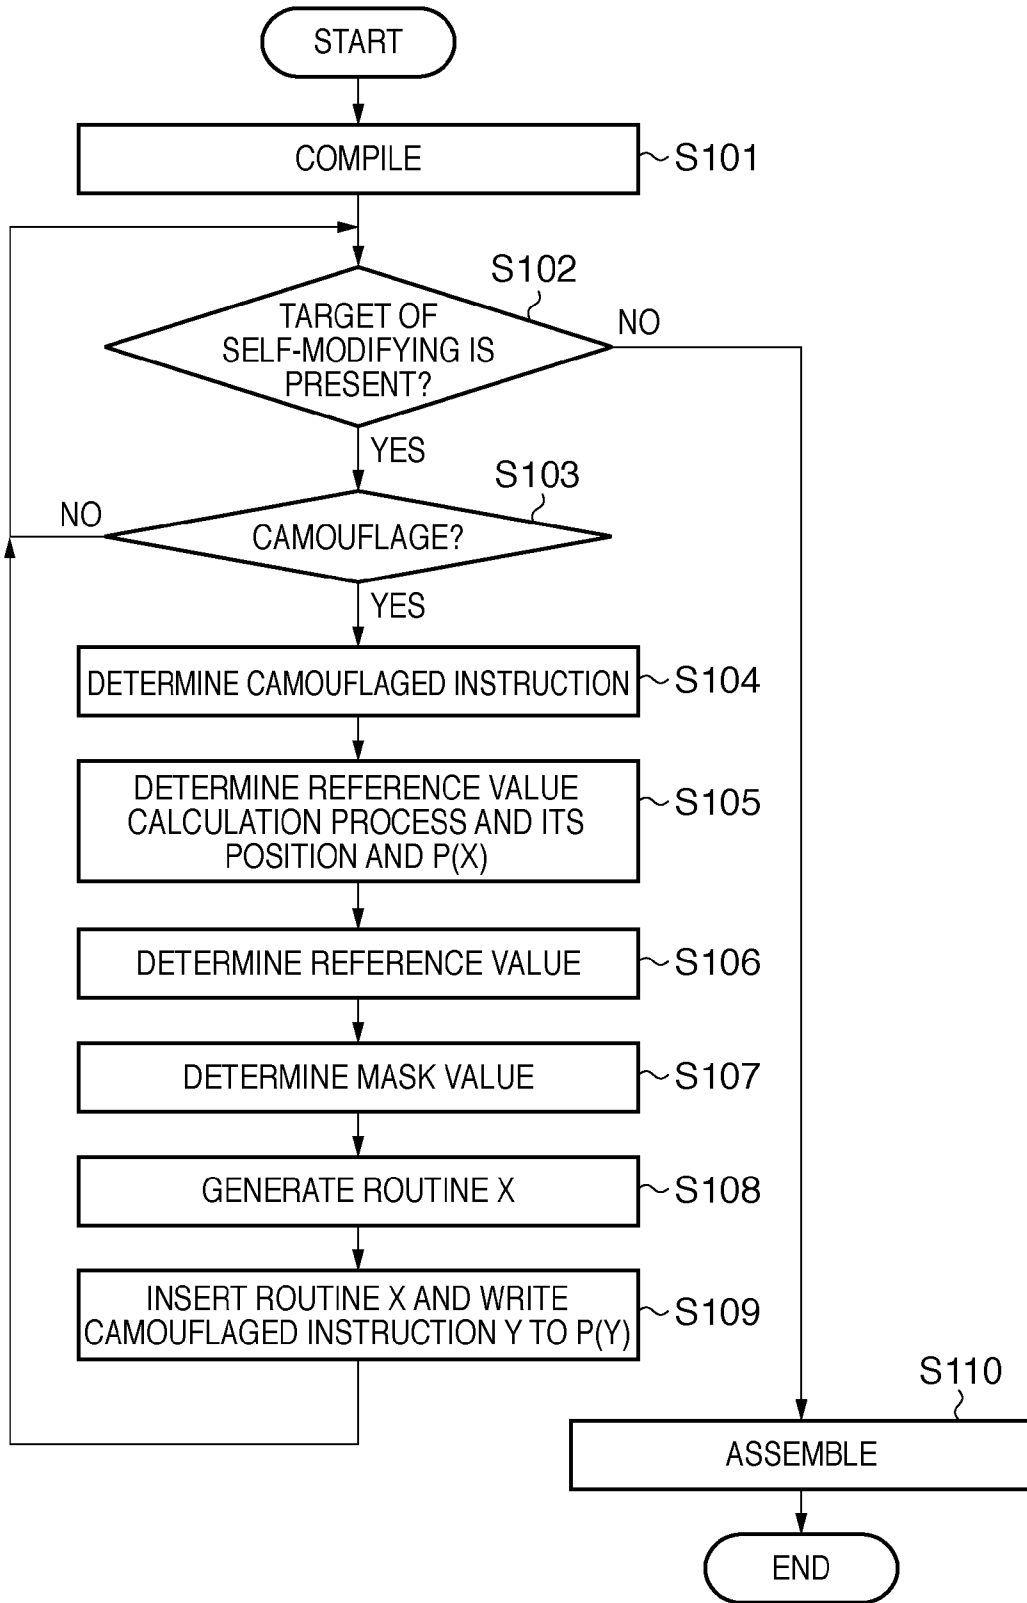 START
COMPILE
S101
S102
TARGET OF
SELF-MODIFYING IS
PRESENT?
NO
YES
S103
NO
CAMOUFLAGE?
YES
DETERMINE CAMOUFLAGED INSTRUCTION
S104
DETERMINE REFERENCE VALUE
CALCULATION PROCESS AND ITS
POSITION AND P(X)
S105
DETERMINE REFERENCE VALUE
S106
DETERMINE MASK VALUE
S107
GENERATE ROUTINE X
S108
INSERT ROUTINE X AND WRITE
CAMOUFLAGED INSTRUCTION Y TO P(Y)
S109
S110
ASSEMBLE
END